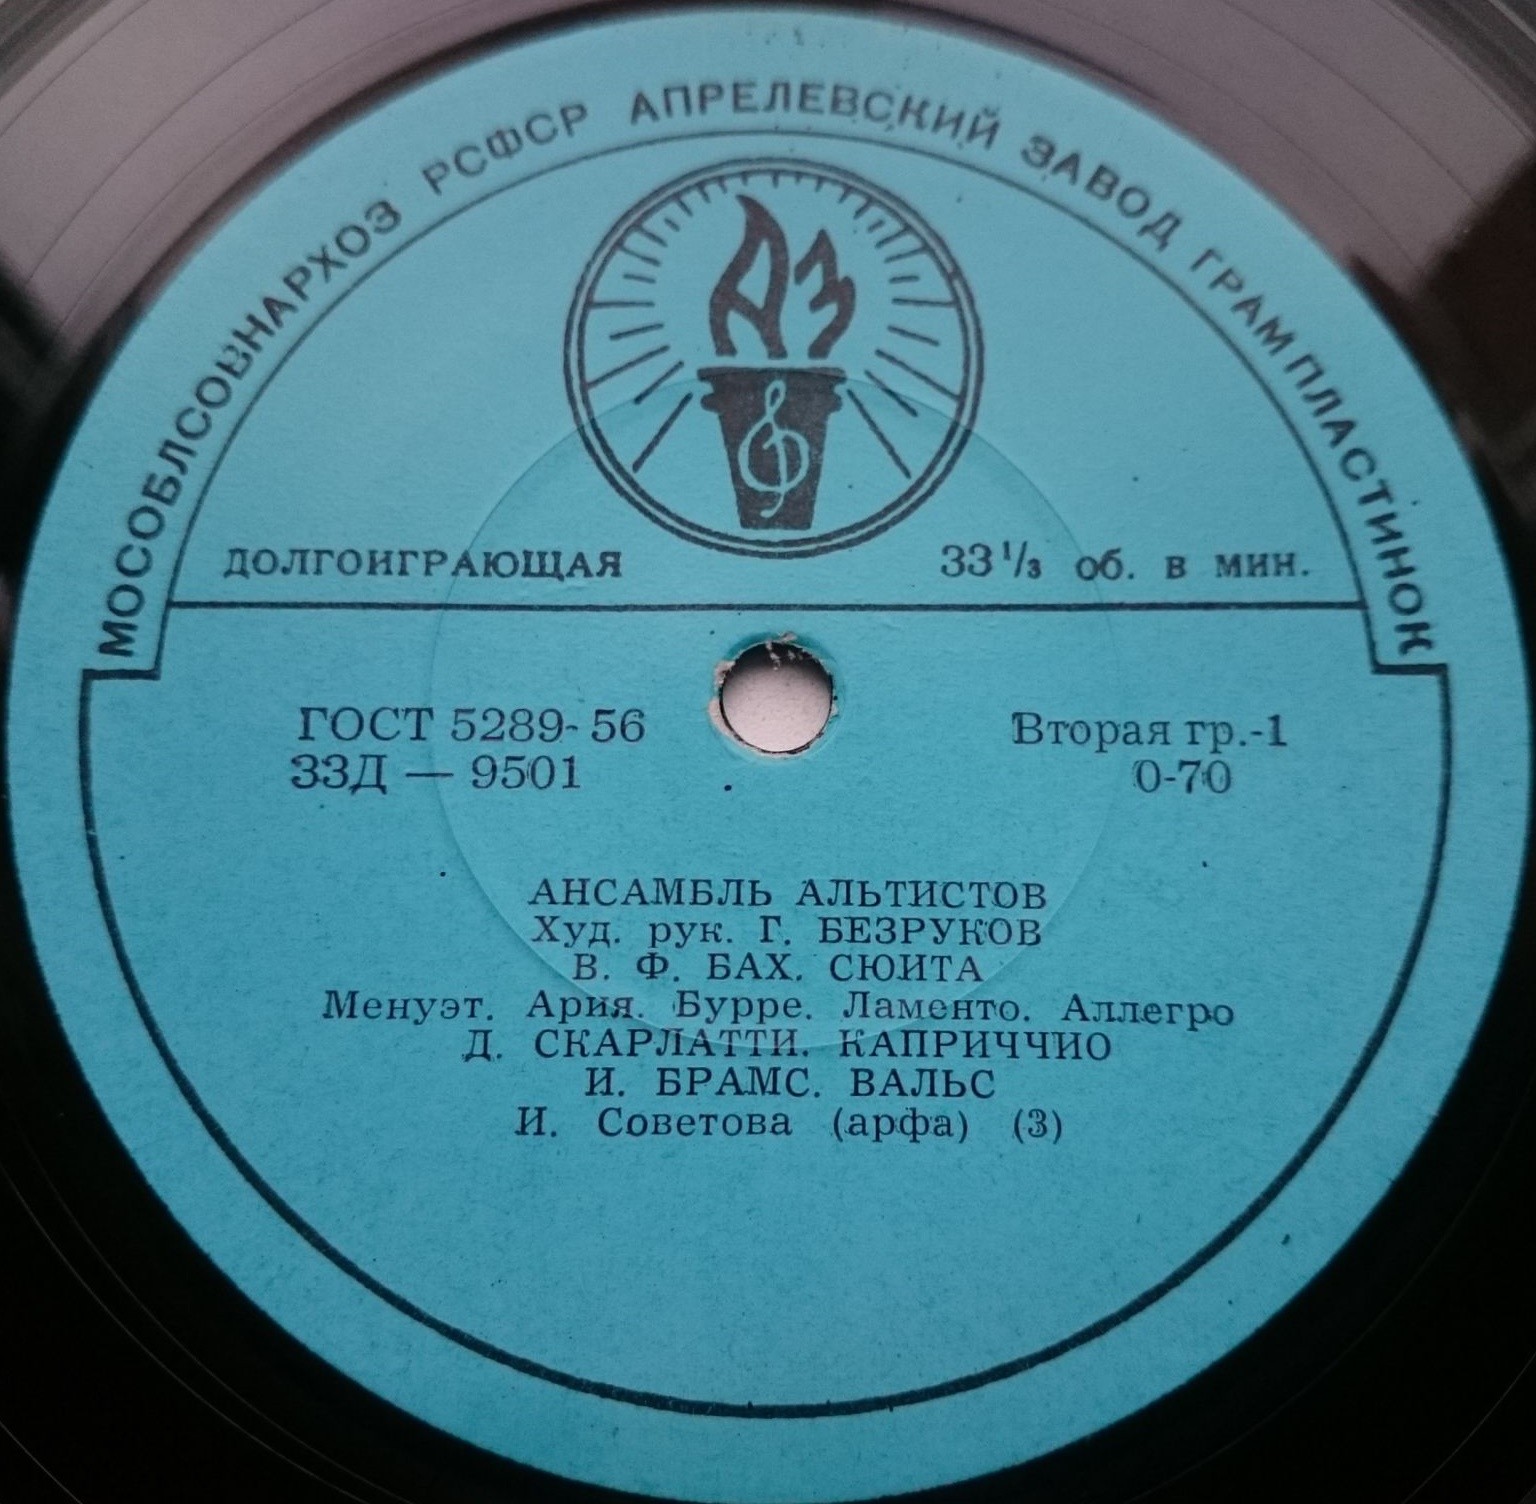 МОСОБЛСОВНАРХОЗ РСФСР АПРЕЛЕВСКИЙ ЗАВОД ГРАМПЛАСТИНОК
АЗ
ДОЛГОИГРАЮЩАЯ
33 1/3 об. в мин.
ГОСТ 5289-56
33Д — 9501
Вторая гр.-1
0-70
АНСАМБЛЬ АЛЬТИСТОВ
Худ. рук. Г. БЕЗРУКОВ
В. Ф. БАХ. СЮИТА
Менуэт. Ария. Бурре. Ламенто. Аллегро
Д. СКАРЛАТТИ. КАПРИЧЧИО
И. БРАМС. ВАЛЬС
И. Советова (арфа) (3)